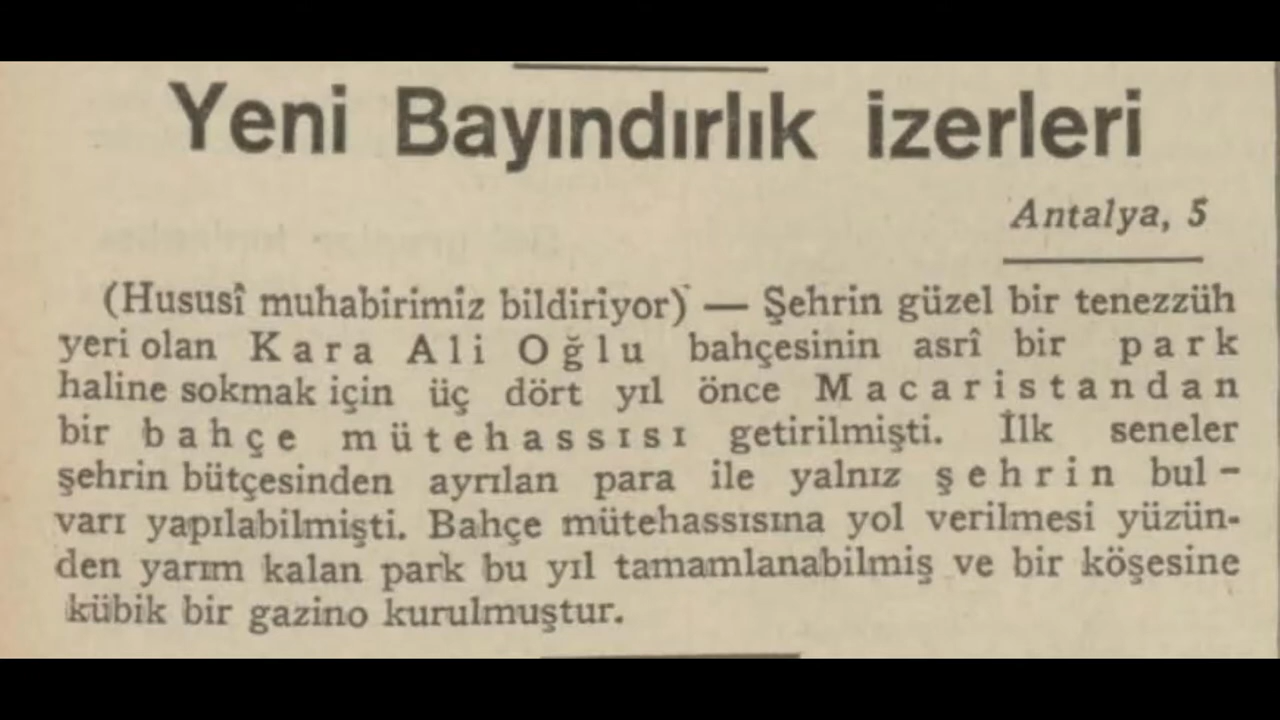 Yeni Bayındırlık izerleri
Antalya, 5
(Hususî muhabirimiz bildiriyor) — Şehrin güzel bir tenezzüh
yeri olan Kara Ali Oğlu bahçesinin asrî bir park
haline sokmak için üç dört yıl önce Macaristandan
bir bahçe mütehassısı getirilmişti. İlk seneler
şehrin bütçesinden ayrılan para ile yalnız şehrin bul-
varı yapılabilmişti. Bahçe mütehassısına yol verilmesi yüzün-
den yarım kalan park bu yıl tamamlanabilmiş ve bir köşesine
kübik bir gazino kurulmuştur.